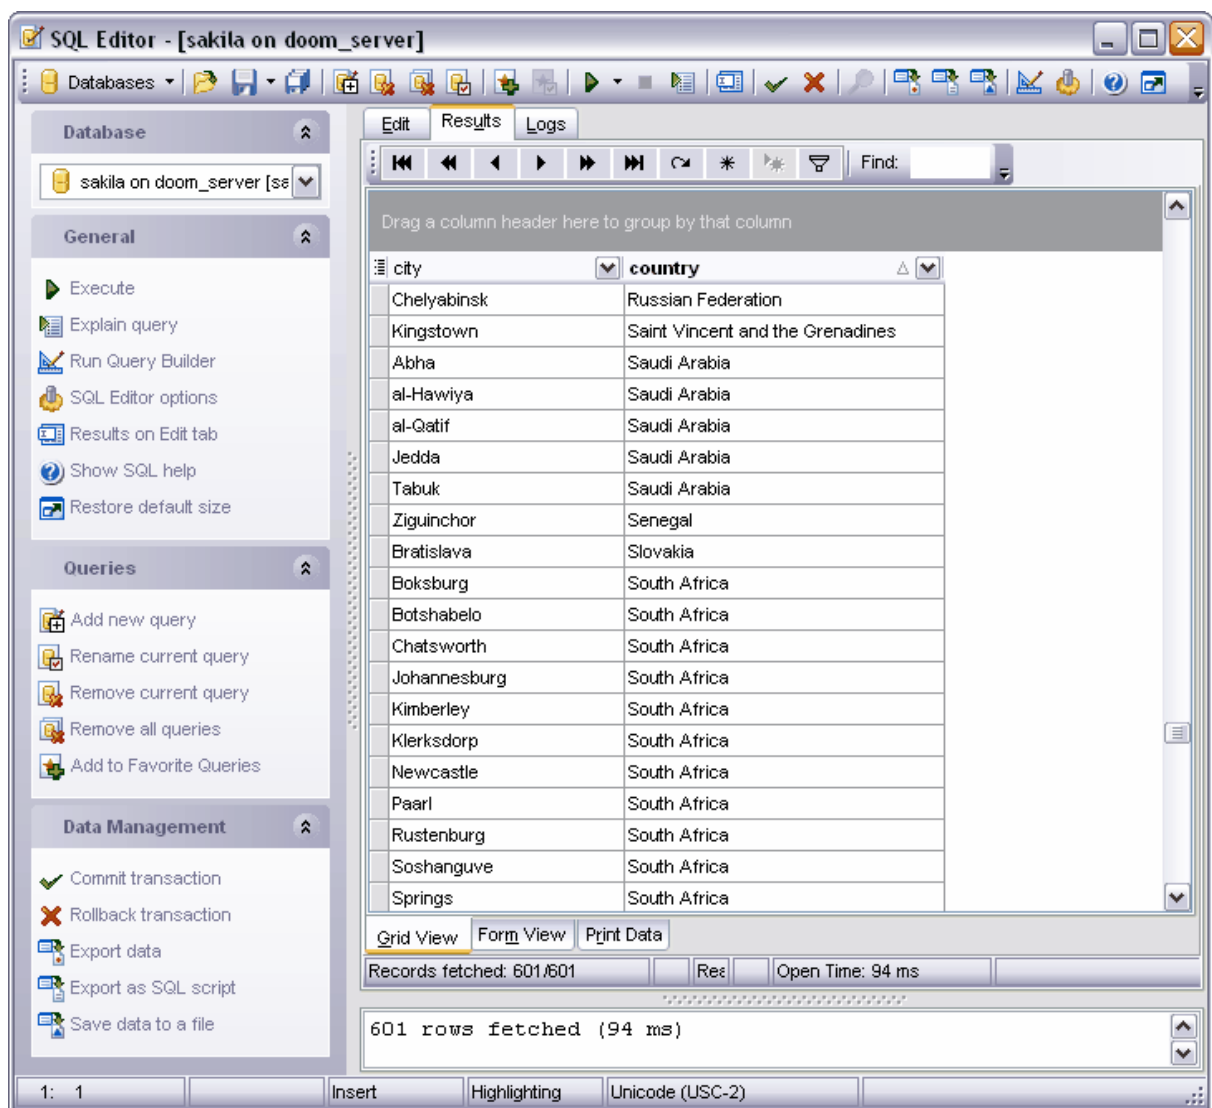 SQL Editor - [sakila on doom_server]
Databases
Database
sakila on doom_server [sa
General
Execute
Explain query
Run Query Builder
SQL Editor options
Results on Edit tab
Show SQL help
Restore default size
Queries
Add new query
Rename current query
Remove current query
Remove all queries
Add to Favorite Queries
Data Management
Commit transaction
Rollback transaction
Export data
Export as SQL script
Save data to a file
Edit Results Logs
Find:
Drag a column header here to group by that column
city country
Chelyabinsk Russian Federation
Kingstown Saint Vincent and the Grenadines
Abha Saudi Arabia
al-Hawiya Saudi Arabia
al-Qatif Saudi Arabia
Jedda Saudi Arabia
Tabuk Saudi Arabia
Ziguinchor Senegal
Bratislava Slovakia
Boksburg South Africa
Botshabelo South Africa
Chatsworth South Africa
Johannesburg South Africa
Kimberley South Africa
Klerksdorp South Africa
Newcastle South Africa
Paarl South Africa
Rustenburg South Africa
Soshanguve South Africa
Springs South Africa
Grid View Form View Print Data
Records fetched: 601/601 Rea Open Time: 94 ms
601 rows fetched (94 ms)
1: 1 Insert Highlighting Unicode (USC-2)